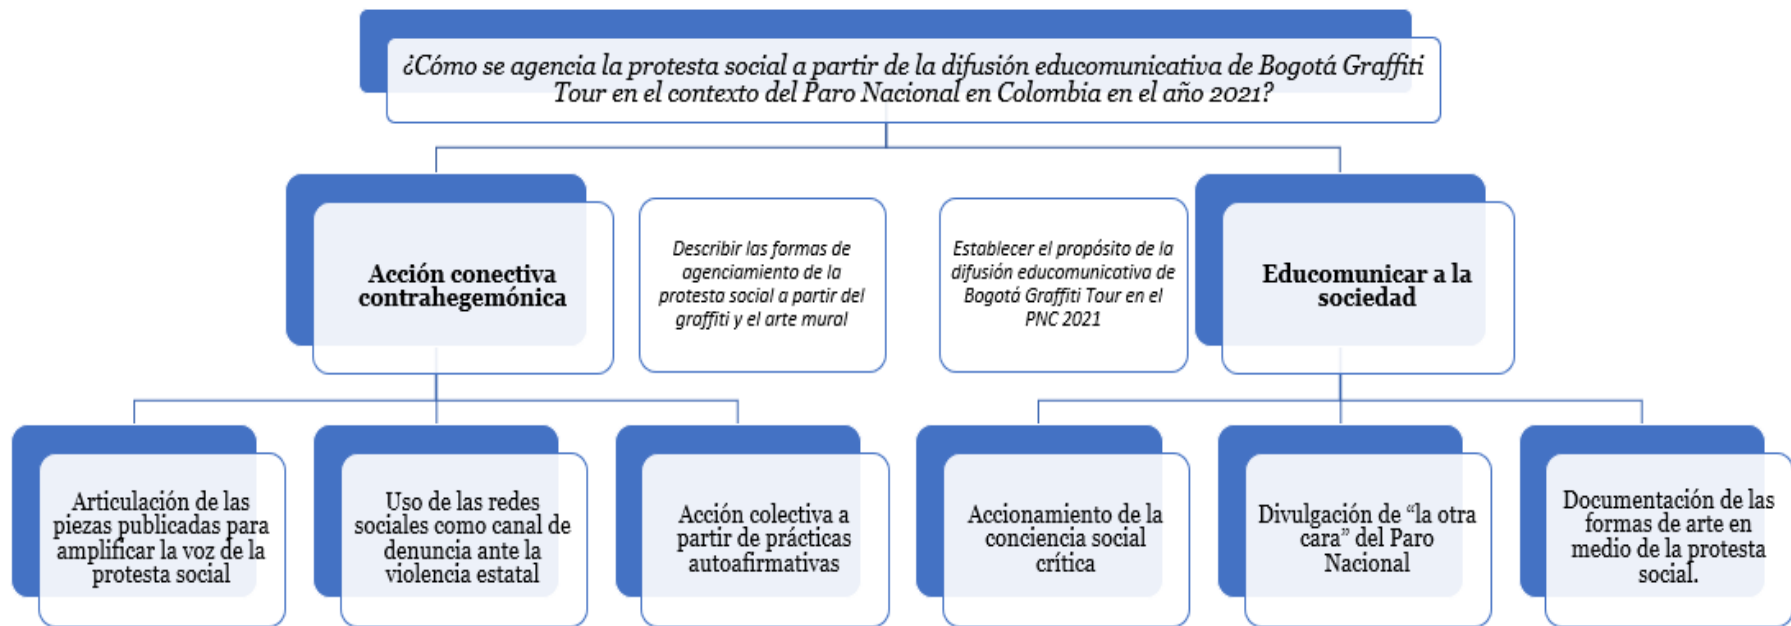 ¿Cómo se agencia la protesta social a partir de la difusión educomunicativa de Bogotá Graffiti
Tour en el contexto del Paro Nacional en Colombia en el año 2021?
Acción conectiva
contrahegemónica
Describir las formas de
agenciamiento de la
protesta social a partir del
graffiti y el arte mural
Establecer el propósito de la
difusión educomunicativa de
Bogotá Graffiti Tour en el
PNC 2021
Educomunicar a la
sociedad
Articulación de las
piezas publicadas para
amplificar la voz de la
protesta social
Uso de las redes
sociales como canal de
denuncia ante la
violencia estatal
Acción colectiva a
partir de prácticas
autoafirmativas
Accionamiento de la
conciencia social
crítica
Divulgación de “la otra
cara” del Paro
Nacional
Documentación de las
formas de arte en
medio de la protesta
social.